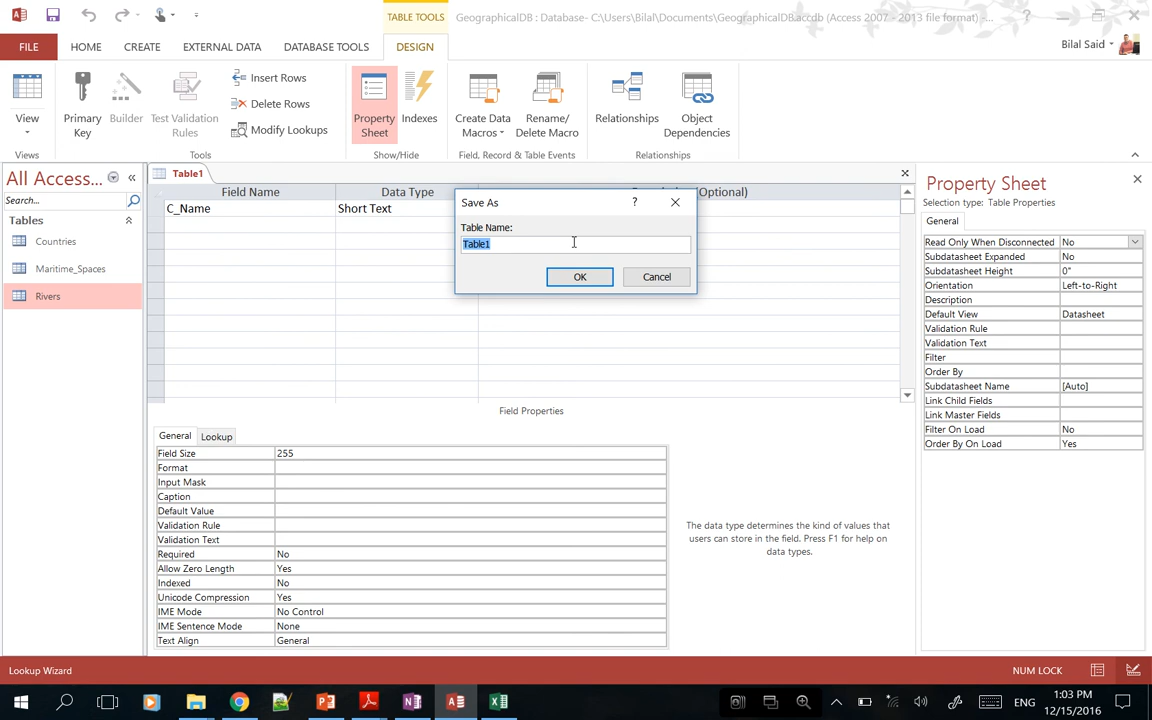 TABLE TOOLS
GeographicalDB : Database- C:\Users\Bilal\Documents\GeographicalDB.accdb (Access 2007 - 2013 file format) -...
FILE
HOME
CREATE
EXTERNAL DATA
DATABASE TOOLS
DESIGN
Bilal Said
View
Primary Key
Builder
Test Validation Rules
Insert Rows
Delete Rows
Modify Lookups
Property Sheet
Indexes
Create Data Macros
Rename/ Delete Macro
Relationships
Object Dependencies
Views
Tools
Show/Hide
Field, Record & Table Events
Relationships
All Access...
Search...
Tables
Countries
Maritime_Spaces
Rivers
Table1
Field Name
Data Type
(Optional)
C_Name
Short Text
Save As
Table Name:
Table1
OK
Cancel
Field Properties
General
Lookup
Field Size 255
Format
Input Mask
Caption
Default Value
Validation Rule
Validation Text
Required No
Allow Zero Length Yes
Indexed No
Unicode Compression Yes
IME Mode No Control
IME Sentence Mode None
Text Align General
The data type determines the kind of values that
users can store in the field. Press F1 for help on
data types.
Property Sheet
Selection type: Table Properties
General
Read Only When Disconnected No
Subdatasheet Expanded No
Subdatasheet Height 0"
Orientation Left-to-Right
Description
Default View Datasheet
Validation Rule
Validation Text
Filter
Order By
Subdatasheet Name [Auto]
Link Child Fields
Link Master Fields
Filter On Load No
Order By On Load Yes
Lookup Wizard
NUM LOCK
ENG
1:03 PM
12/15/2016